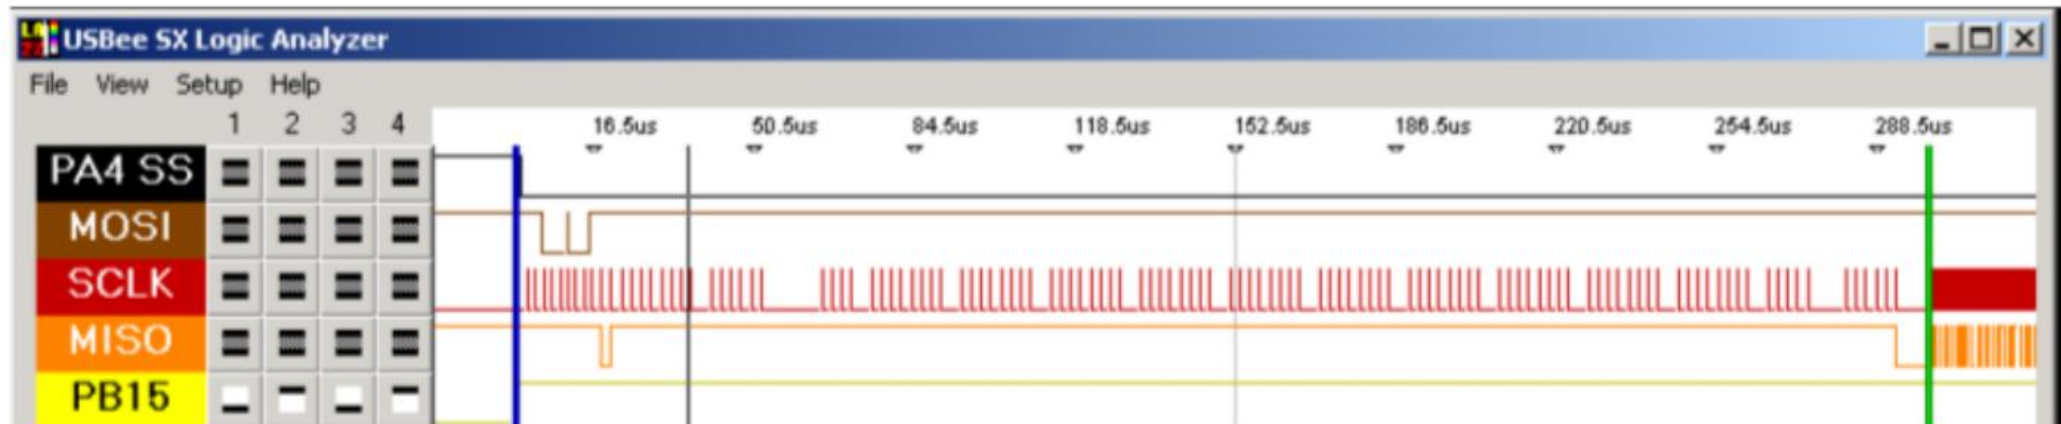 USBee SX Logic Analyzer
File View Setup Help
1 2 3 4
16.5us 50.5us 84.5us 118.5us 152.5us 186.5us 220.5us 254.5us 288.5us
PA4 SS
MOSI
SCLK
MISO
PB15